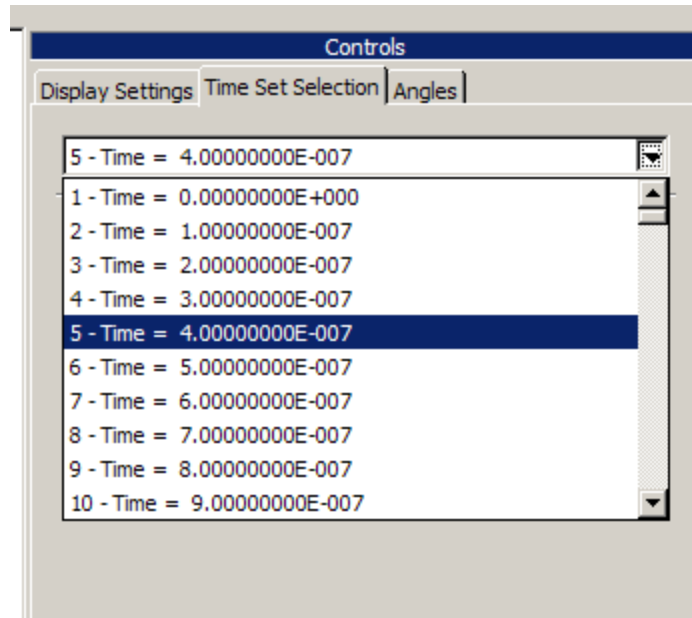 Controls
Display Settings Time Set Selection Angles
5 - Time = 4.00000000E-007
1 - Time = 0.00000000E+000
2 - Time = 1.00000000E-007
3 - Time = 2.00000000E-007
4 - Time = 3.00000000E-007
5 - Time = 4.00000000E-007
6 - Time = 5.00000000E-007
7 - Time = 6.00000000E-007
8 - Time = 7.00000000E-007
9 - Time = 8.00000000E-007
10 - Time = 9.00000000E-007